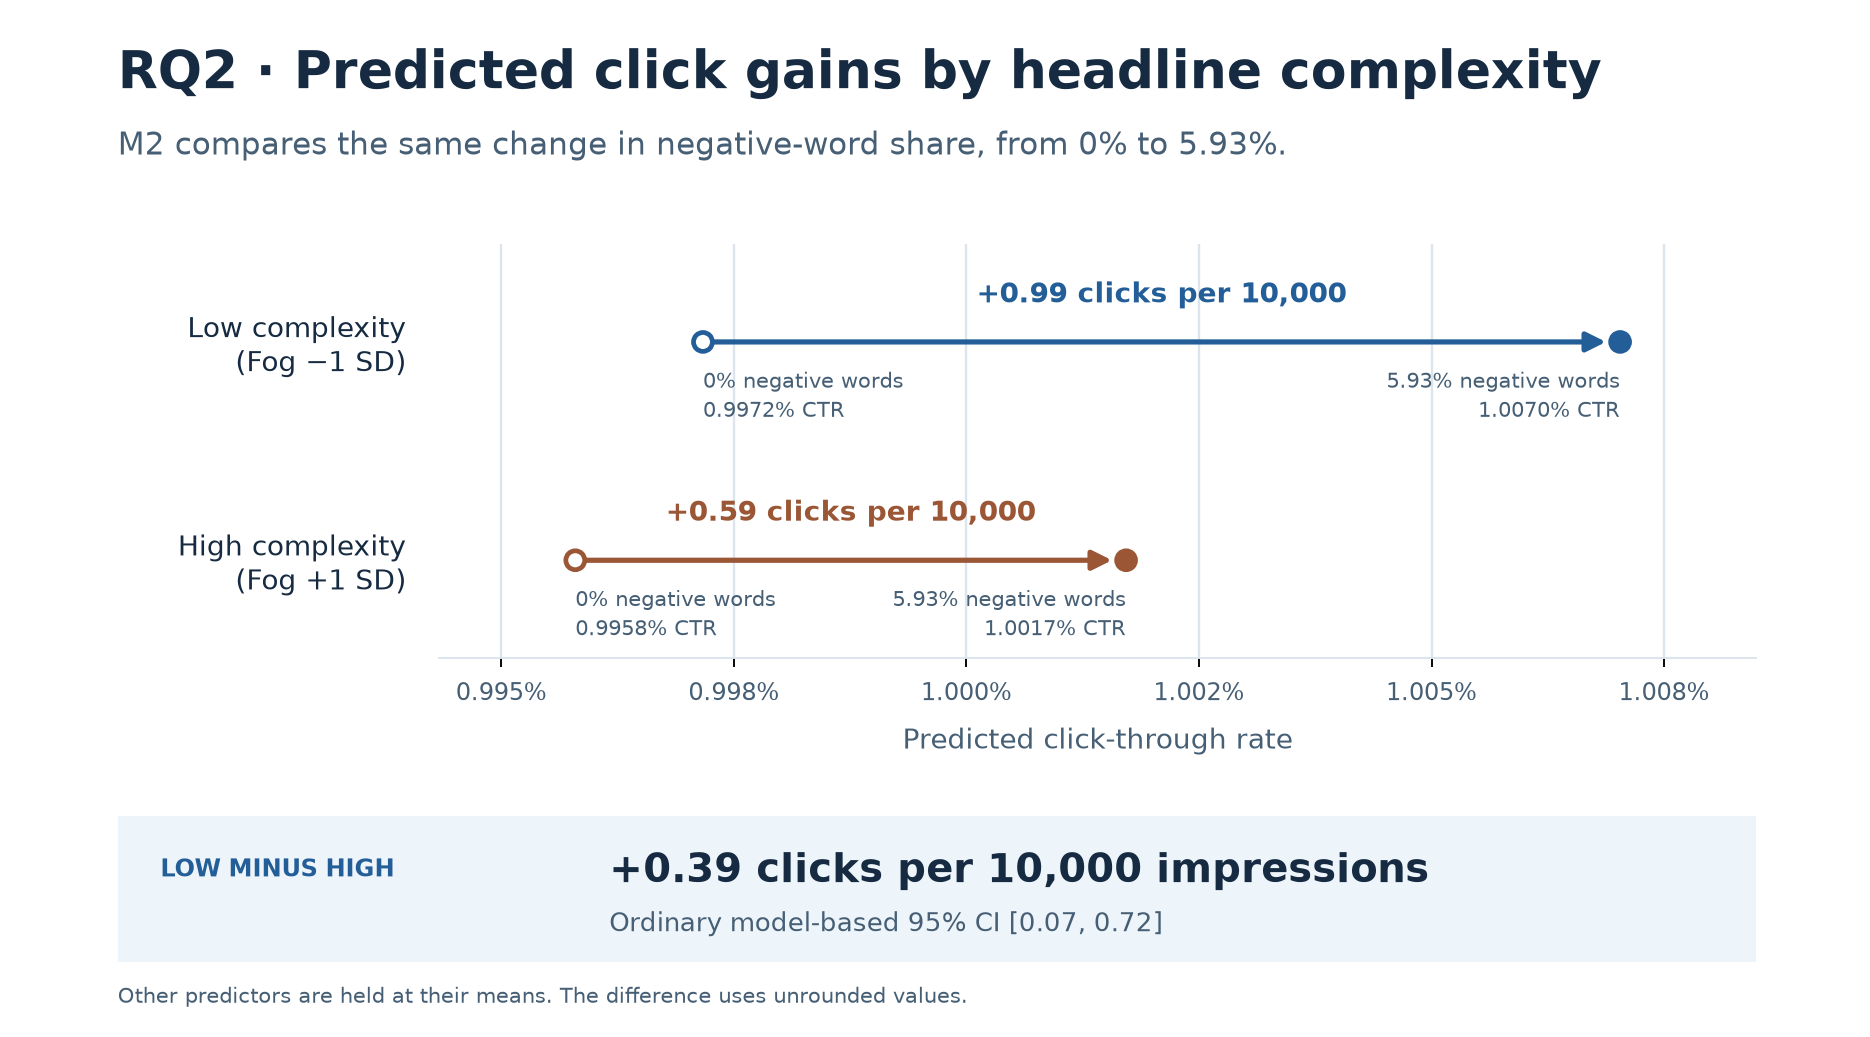 RQ2 · Predicted click gains by headline complexity
M2 compares the same change in negative-word share, from 0% to 5.93%.
+0.99 clicks per 10,000
Low complexity
(Fog −1 SD)
0% negative words
0.9972% CTR
5.93% negative words
1.0070% CTR
+0.59 clicks per 10,000
High complexity
(Fog +1 SD)
0% negative words
0.9958% CTR
5.93% negative words
1.0017% CTR
0.995%
0.998%
1.000%
1.002%
1.005%
1.008%
Predicted click-through rate
LOW MINUS HIGH
+0.39 clicks per 10,000 impressions
Ordinary model-based 95% CI [0.07, 0.72]
Other predictors are held at their means. The difference uses unrounded values.